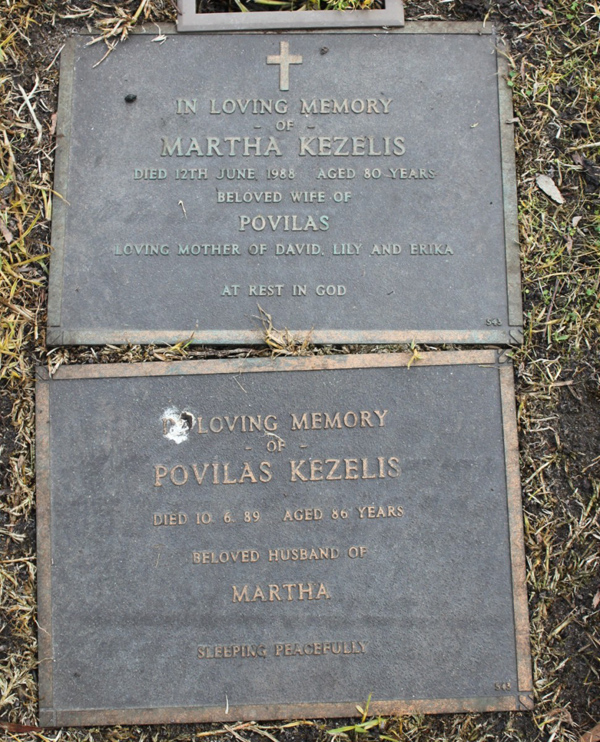 IN LOVING MEMORY
- OF -
MARTHA KEZELIS
DIED 12TH JUNE, 1988 AGED 80 YEARS
BELOVED WIFE OF
POVILAS
LOVING MOTHER OF DAVID, LILY AND ERIKA
AT REST IN GOD
545
LOVING MEMORY
- OF -
POVILAS KEZELIS
DIED 10. 6. 89 AGED 86 YEARS
BELOVED HUSBAND OF
MARTHA
SLEEPING PEACEFULLY
545